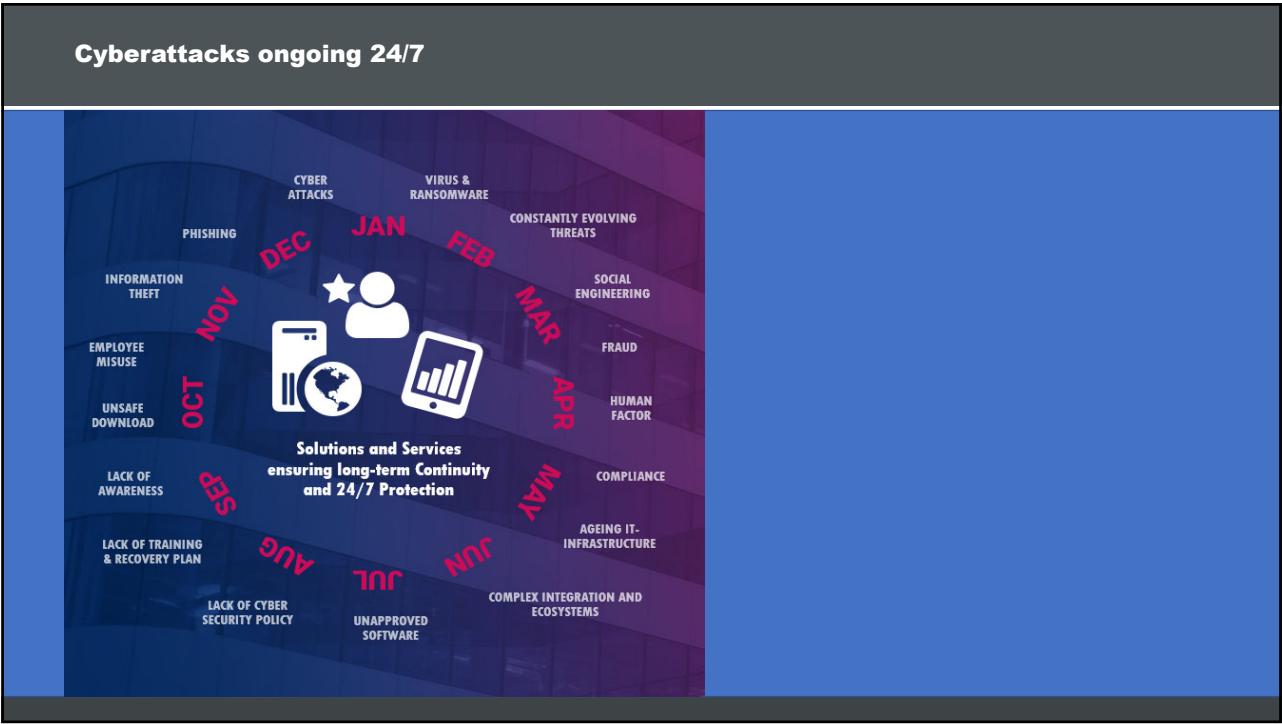 Cyberattacks ongoing 24/7
CYBER
ATTACKS
VIRUS &
RANSOMWARE
CONSTANTLY EVOLVING
THREATS
SOCIAL
ENGINEERING
FRAUD
HUMAN
FACTOR
COMPLIANCE
AGEING IT-
INFRASTRUCTURE
COMPLEX INTEGRATION AND
ECOSYSTEMS
UNAPPROVED
SOFTWARE
LACK OF CYBER
SECURITY POLICY
LACK OF TRAINING
& RECOVERY PLAN
LACK OF
AWARENESS
UNSAFE
DOWNLOAD
EMPLOYEE
MISUSE
INFORMATION
THEFT
PHISHING
JAN
FEB
MAR
APR
MAY
JUN
JUL
AUG
SEP
OCT
NOV
DEC
Solutions and Services
ensuring long-term Continuity
and 24/7 Protection